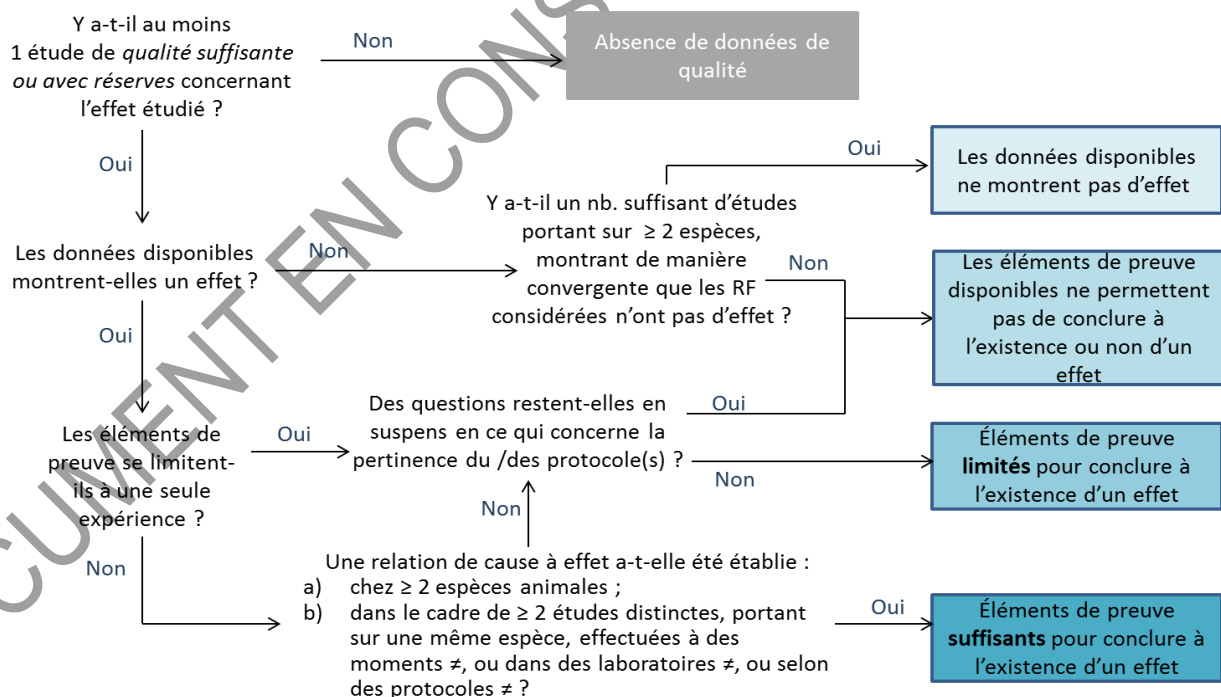 Y a-t-il au moins
1 étude de qualité suffisante
ou avec réserves concernant
l'effet étudié ?
Non
Absence de données de
qualité
Oui
Oui
Les données disponibles
ne montrent pas d'effet
Y a-t-il un nb. suffisant d'études
portant sur ≥ 2 espèces,
montrant de manière
convergente que les RF
considérées n'ont pas d'effet ?
Les données disponibles
montrent-elles un effet ?
Non
Non
Les éléments de preuve
disponibles ne permettent
pas de conclure à
l'existence ou non d'un
effet
Oui
Les éléments de
preuve se limitent-
ils à une seule
expérience ?
Oui
Des questions restent-elles en
suspens en ce qui concerne la
pertinence du /des protocole(s) ?
Oui
Non
Éléments de preuve
limités pour conclure à
l'existence d'un effet
Non
Non
Une relation de cause à effet a-t-elle été établie :
a) chez ≥ 2 espèces animales ;
b) dans le cadre de ≥ 2 études distinctes, portant
sur une même espèce, effectuées à des
moments ≠, ou dans des laboratoires ≠, ou selon
des protocoles ≠ ?
Oui
Éléments de preuve
suffisants pour conclure à
l'existence d'un effet
CUMENT EN CONS